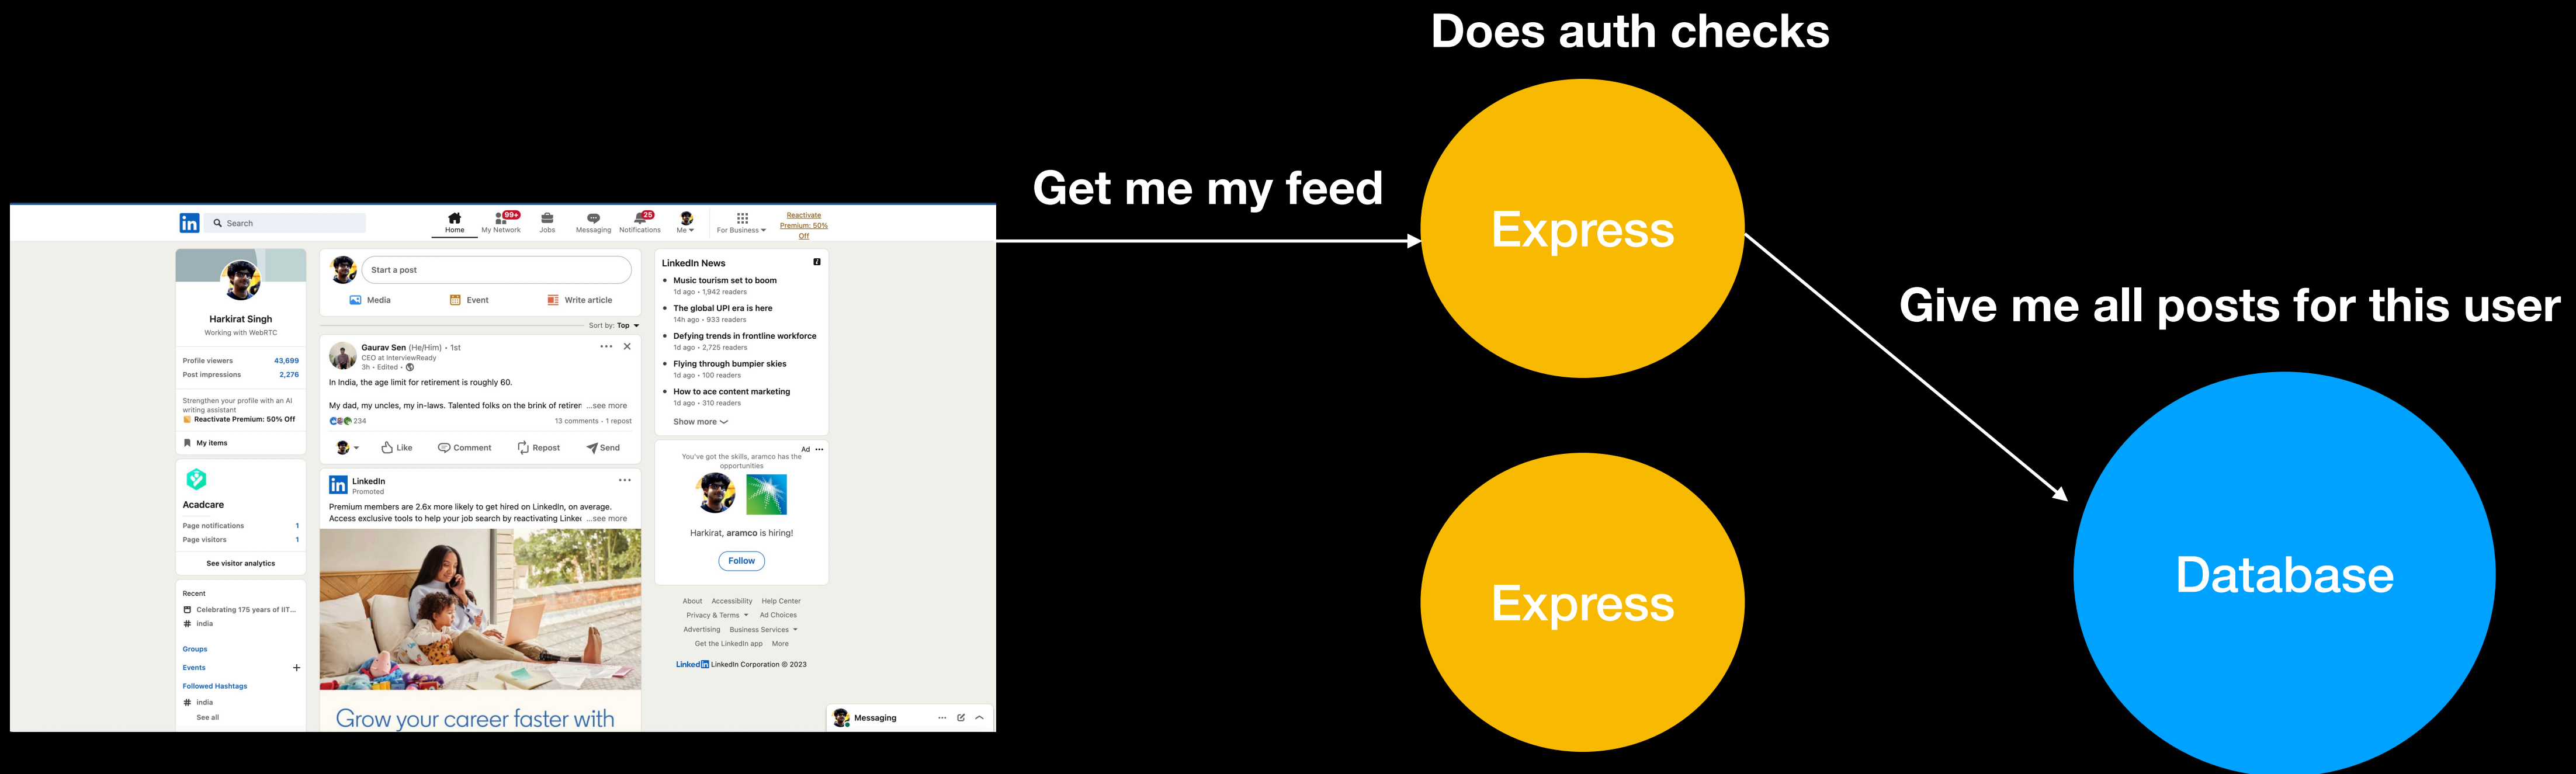 Does auth checks
Get me my feed
Express
Give me all posts for this user
Express
Database
in
Search
Home
99+
My Network
Jobs
Messaging
25
Notifications
Me
For Business
Reactivate
Premium: 50%
Off
Harkirat Singh
Working with WebRTC
Profile viewers 43,699
Post impressions 2,276
Strengthen your profile with an AI
writing assistant
Reactivate Premium: 50% Off
My items
Acadcare
Page notifications 1
Page visitors 1
See visitor analytics
Recent
Celebrating 175 years of IIT...
# india
Groups
Events +
Followed Hashtags
# india
See all
Start a post
Media
Event
Write article
Sort by: Top
Gaurav Sen (He/Him) • 1st
CEO at InterviewReady
3h • Edited •
In India, the age limit for retirement is roughly 60.
My dad, my uncles, my in-laws. Talented folks on the brink of retirer ...see more
234
13 comments • 1 repost
Like
Comment
Repost
Send
in LinkedIn
Promoted
Premium members are 2.6x more likely to get hired on LinkedIn, on average.
Access exclusive tools to help your job search by reactivating Linkec ...see more
Grow your career faster with
LinkedIn News
Music tourism set to boom
1d ago • 1,942 readers
The global UPI era is here
14h ago • 933 readers
Defying trends in frontline workforce
1d ago • 2,725 readers
Flying through bumpier skies
1d ago • 100 readers
How to ace content marketing
1d ago • 310 readers
Show more
Ad
You've got the skills, aramco has the
opportunities
Harkirat, aramco is hiring!
Follow
About Accessibility Help Center
Privacy & Terms Ad Choices
Advertising Business Services
Get the LinkedIn app More
Linked in LinkedIn Corporation © 2023
Messaging